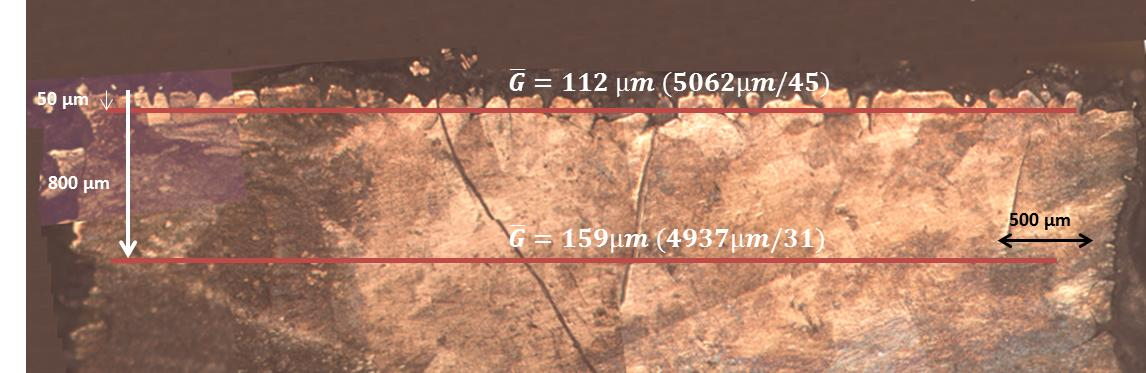 G̅ = 112 μm (5062μm/45)
50 μm
800 μm
500 μm
G̅ = 159μm (4937μm/31)